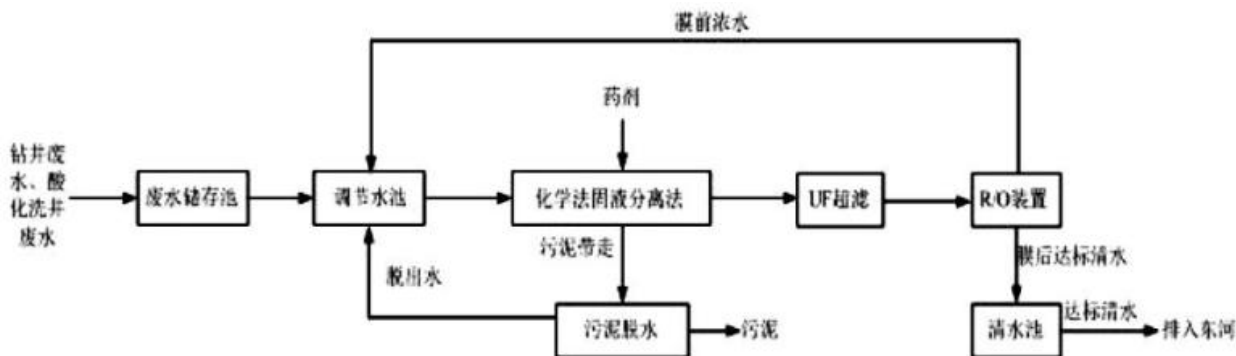 膜前浓水
药剂
钻井废
水、酸
化洗井
废水
废水储存池
调节水池
化学法固液分离法
UF超滤
R/O装置
污泥带走
膜后达标清水
脱出水
污泥脱水
污泥
清水池
达标清水
排入东河